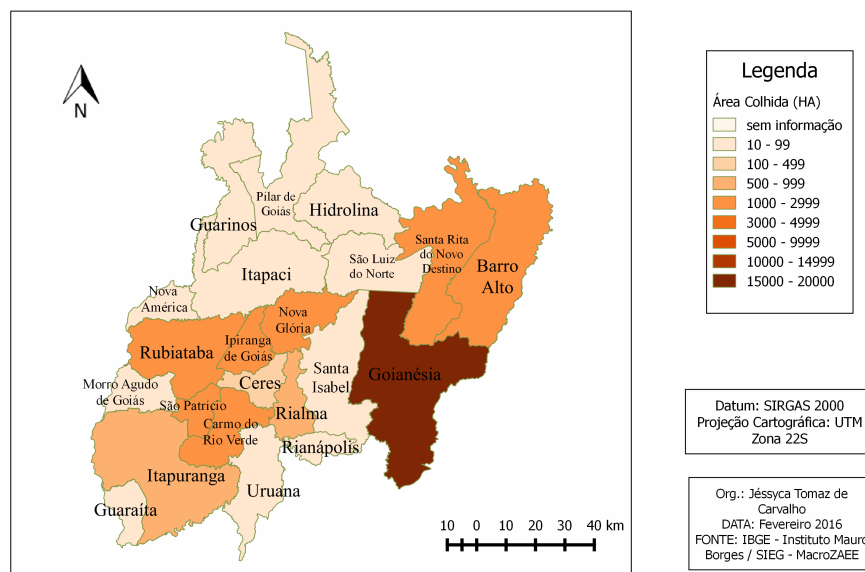 N
Guarinos
Pilar de
Goiás
Hidrolina
Itapaci
São Luiz
do Norte
Santa Rita
do Novo
Destino
Barro
Alto
Nova
América
Nova
Glória
Rubiataba
Ipiranga
de Goiás
Santa
Isabel
Goianésia
Morro Agudo
de Goiás
Ceres
São Patrício
Carmo do
Rio Verde
Rialma
Rianápolis
Itapuranga
Uruana
Guaraíta
10 0 10 20 30 40 km
Legenda
Área Colhida (HA)
sem informação
10 - 99
100 - 499
500 - 999
1000 - 2999
3000 - 4999
5000 - 9999
10000 - 14999
15000 - 20000
Datum: SIRGAS 2000
Projeção Cartográfica: UTM
Zona 22S
Org.: Jéssyca Tomaz de
Carvalho
DATA: Fevereiro 2016
FONTE: IBGE - Instituto Mauro
Borges / SIEG - MacroZAEE